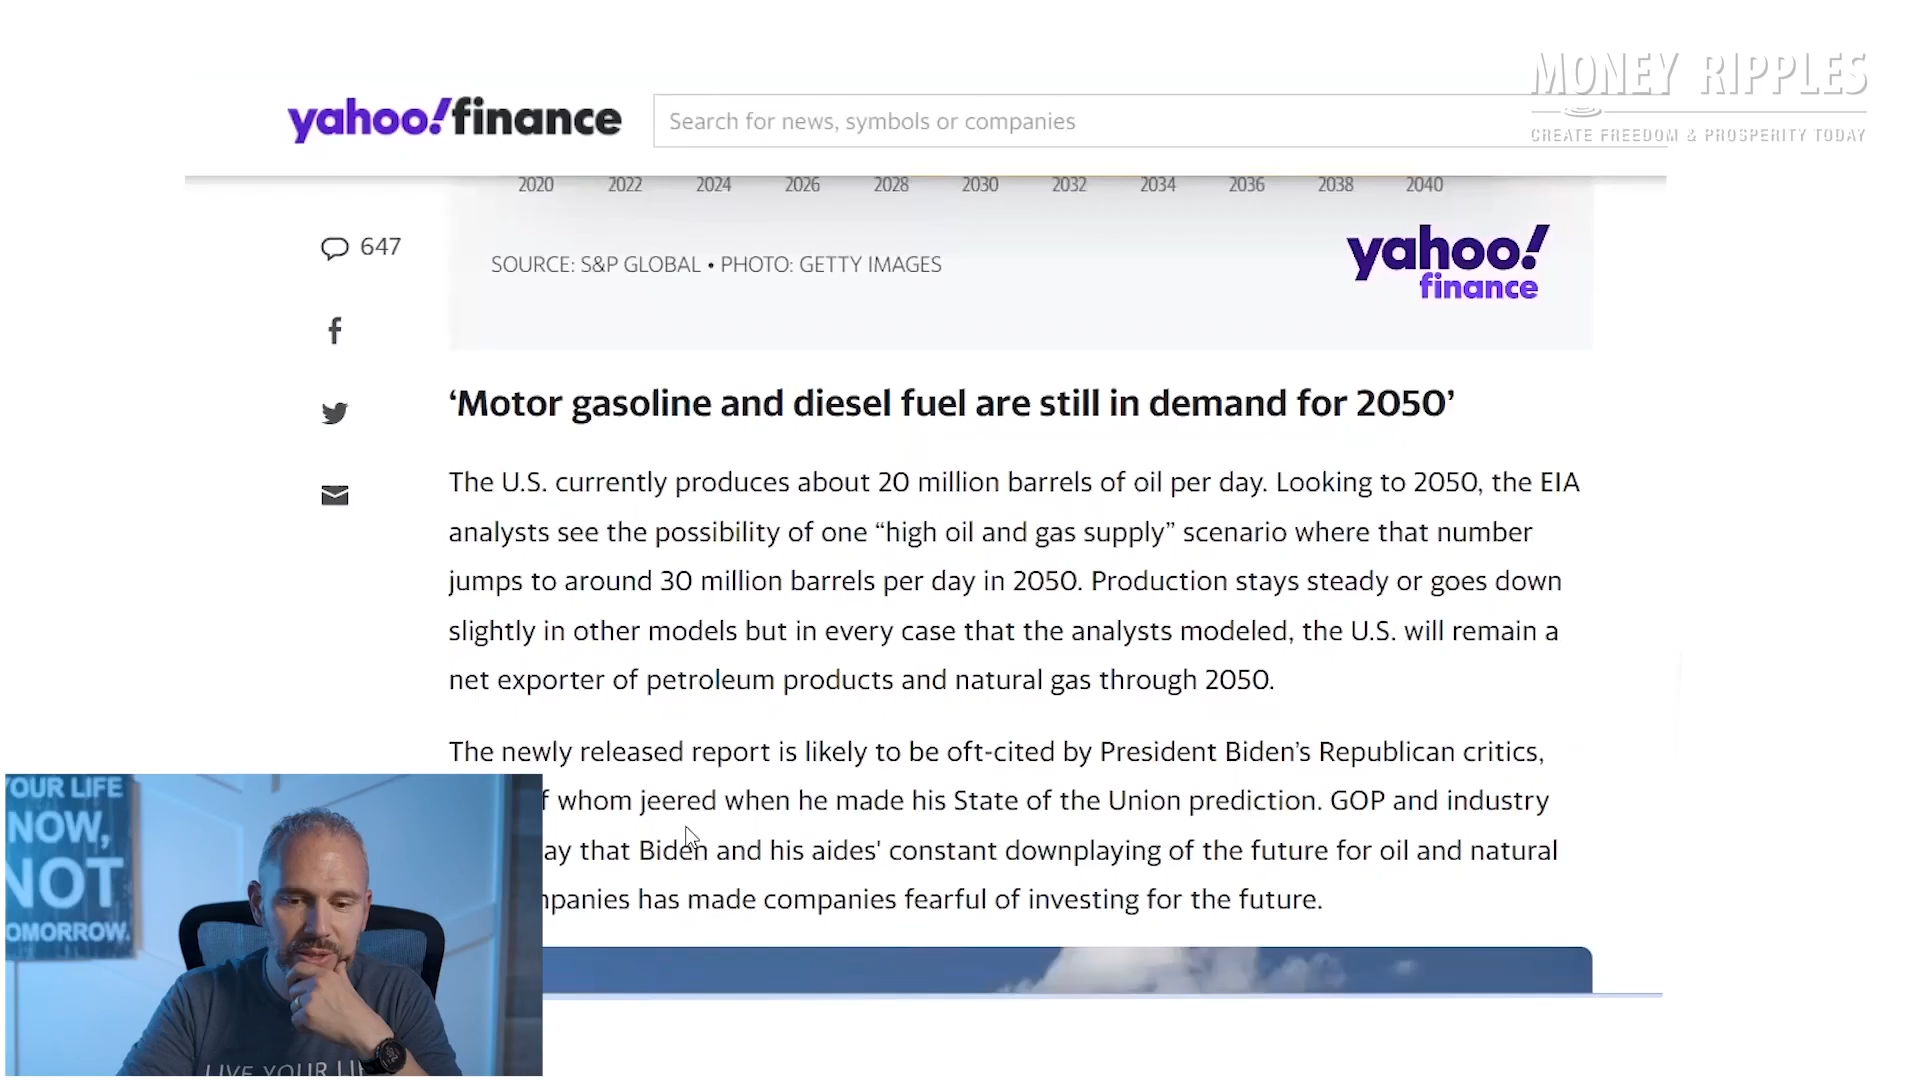 MONEY RIPPLES
CREATE FREEDOM & PROSPERITY TODAY
yahoo!finance
Search for news, symbols or companies
2020 2022 2024 2026 2028 2030 2032 2034 2036 2038 2040
647
SOURCE: S&P GLOBAL • PHOTO: GETTY IMAGES
yahoo!
finance
‘Motor gasoline and diesel fuel are still in demand for 2050’
The U.S. currently produces about 20 million barrels of oil per day. Looking to 2050, the EIA
analysts see the possibility of one “high oil and gas supply” scenario where that number
jumps to around 30 million barrels per day in 2050. Production stays steady or goes down
slightly in other models but in every case that the analysts modeled, the U.S. will remain a
net exporter of petroleum products and natural gas through 2050.
The newly released report is likely to be oft-cited by President Biden’s Republican critics,
f whom jeered when he made his State of the Union prediction. GOP and industry
ay that Biden and his aides' constant downplaying of the future for oil and natural
mpanies has made companies fearful of investing for the future.
YOUR LIFE
NOW,
NOT
TOMORROW.
LIVE YOUR LI